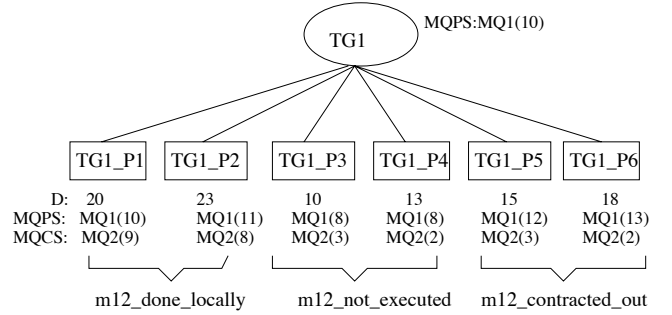 MQPS:MQ1(10)
TG1
TG1_P1 TG1_P2 TG1_P3 TG1_P4 TG1_P5 TG1_P6
D: 20 23 10 13 15 18
MQPS: MQ1(10) MQ1(11) MQ1(8) MQ1(8) MQ1(12) MQ1(13)
MQCS: MQ2(9) MQ2(8) MQ2(3) MQ2(2) MQ2(3) MQ2(2)
m12_done_locally m12_not_executed m12_contracted_out